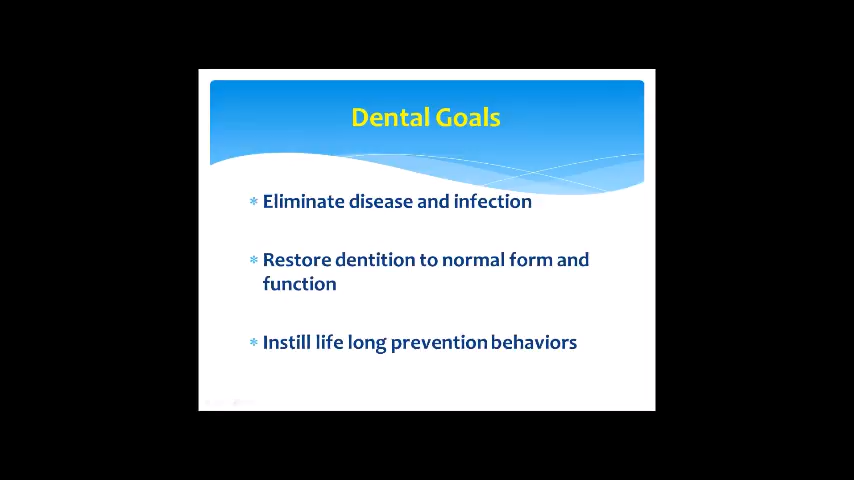 Dental Goals
* Eliminate disease and infection
* Restore dentition to normal form and
function
* Instill life long prevention behaviors